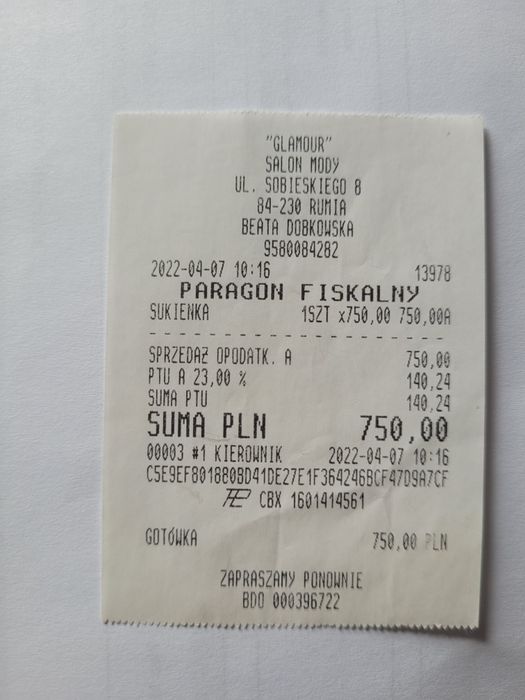 "GLAMOUR"
SALON MODY
UL. SOBIESKIEGO 8
84-230 RUMIA
BEATA DOBKOWSKA
9580084282
2022-04-07 10:16 13978
PARAGON FISKALNY
SUKIENKA 1SZT x750,00 750,00A
SPRZEDAŻ OPODATK. A 750,00
PTU A 23,00 % 140,24
SUMA PTU 140,24
SUMA PLN 750,00
00003 #1 KIEROWNIK 2022-04-07 10:16
C5E9EF801880BD41DE27E1F364246BCF47D9A7CF
CBX 1601414561
GOTÓWKA 750,00 PLN
ZAPRASZAMY PONOWNIE
BDO 000396722